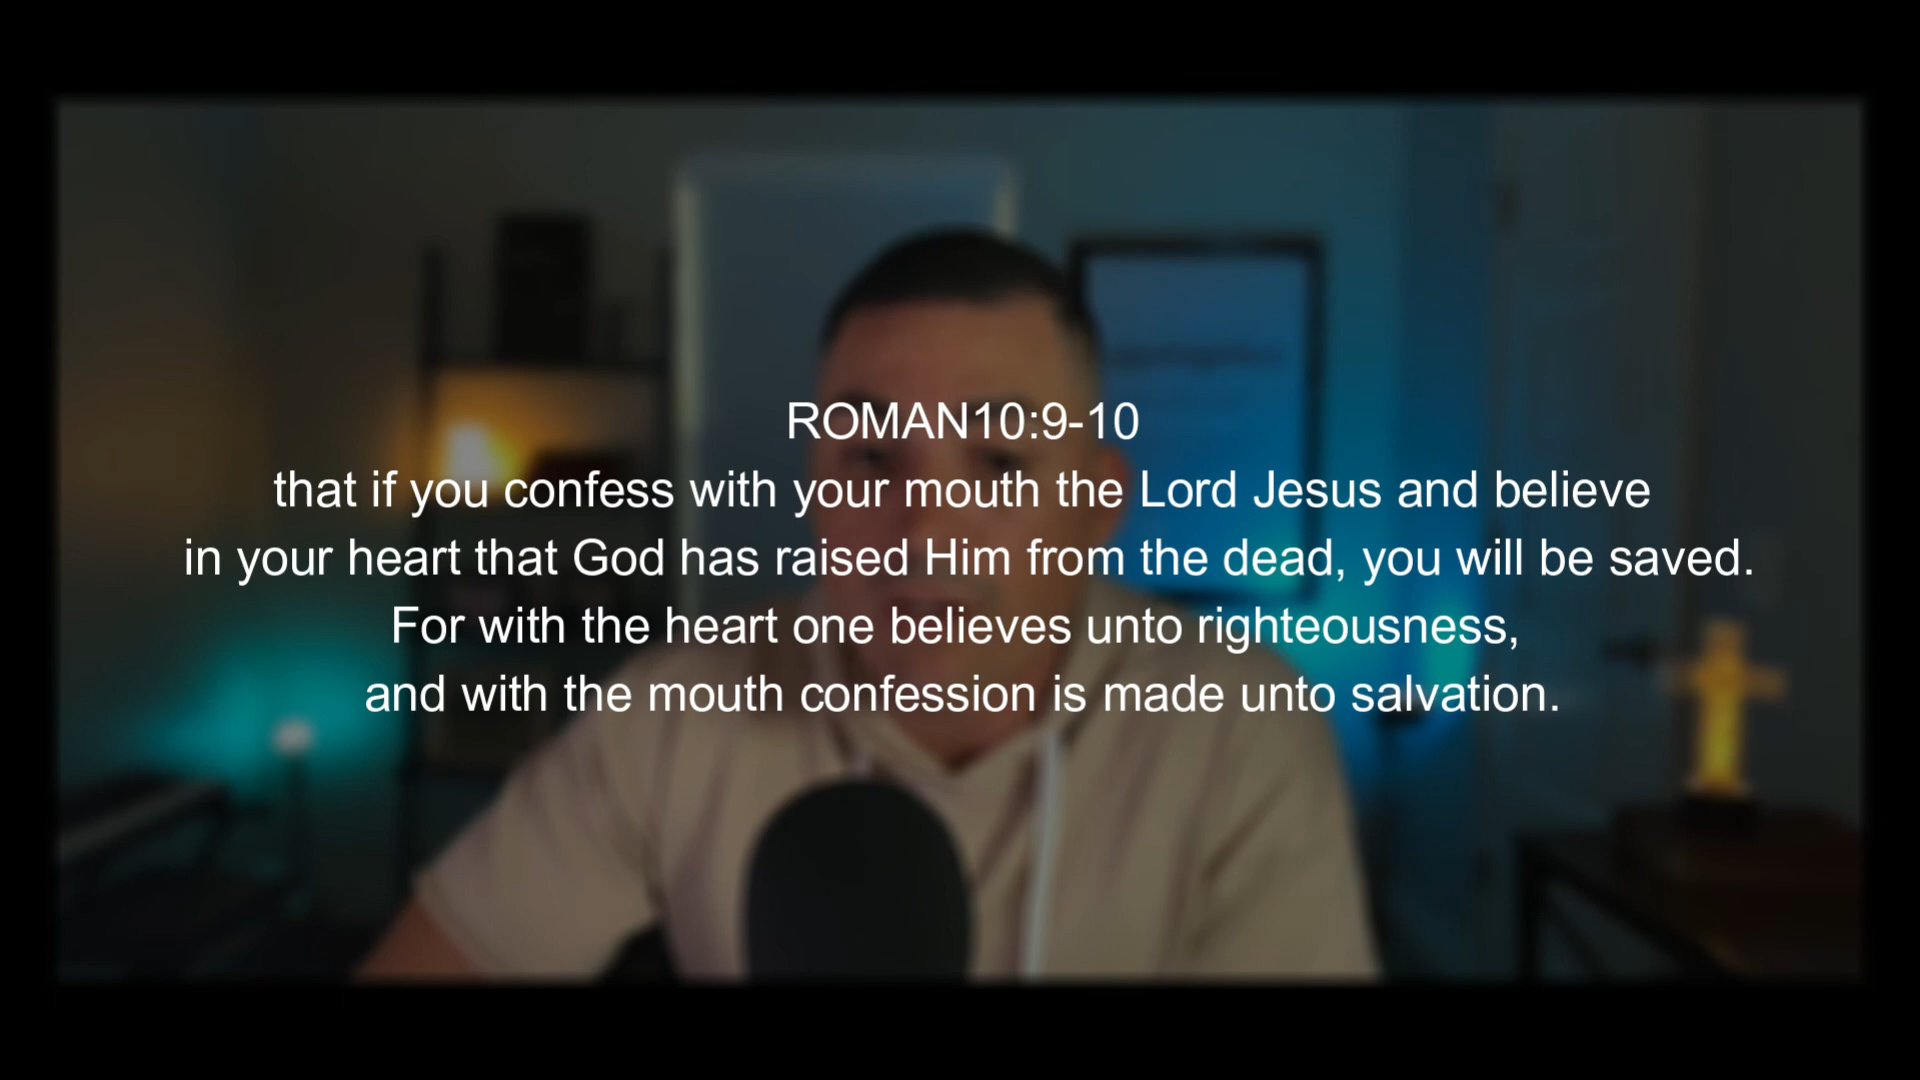 ROMAN10:9-10
that if you confess with your mouth the Lord Jesus and believe
in your heart that God has raised Him from the dead, you will be saved.
For with the heart one believes unto righteousness,
and with the mouth confession is made unto salvation.